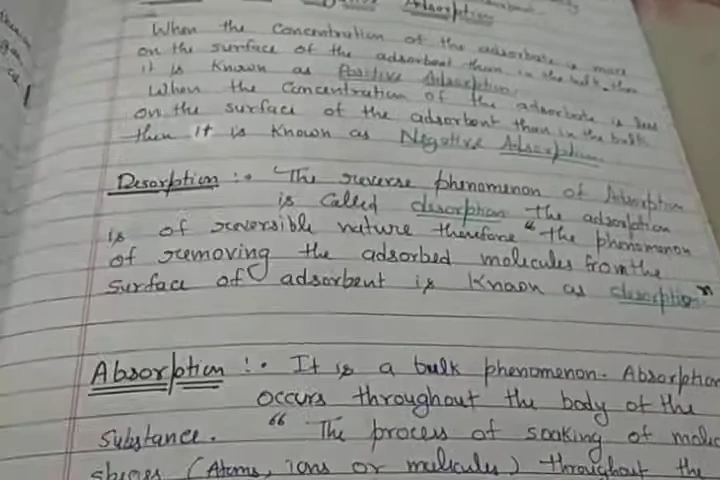 Adsorption
When the concentration of the adsorbate is more
on the surface of the adsorbent than in the bulk then
it is known as Positive Adsorption.
When the concentration of the adsorbate is less
on the surface of the adsorbent than in the bulk
then it is known as Negative Adsorption.
Desorption :• "The reverse phenomenon of Adsorption
is called desorption the adsorption
is of reversible nature therefore "the phenomenon
of removing the adsorbed molecules from the
surface of adsorbent is known as desorption"
Absorption :• It is a bulk phenomenon. Absorption
occurs throughout the body of the
substance. "The process of soaking of molec
spieces (Atoms, ions or molecules) throughout the